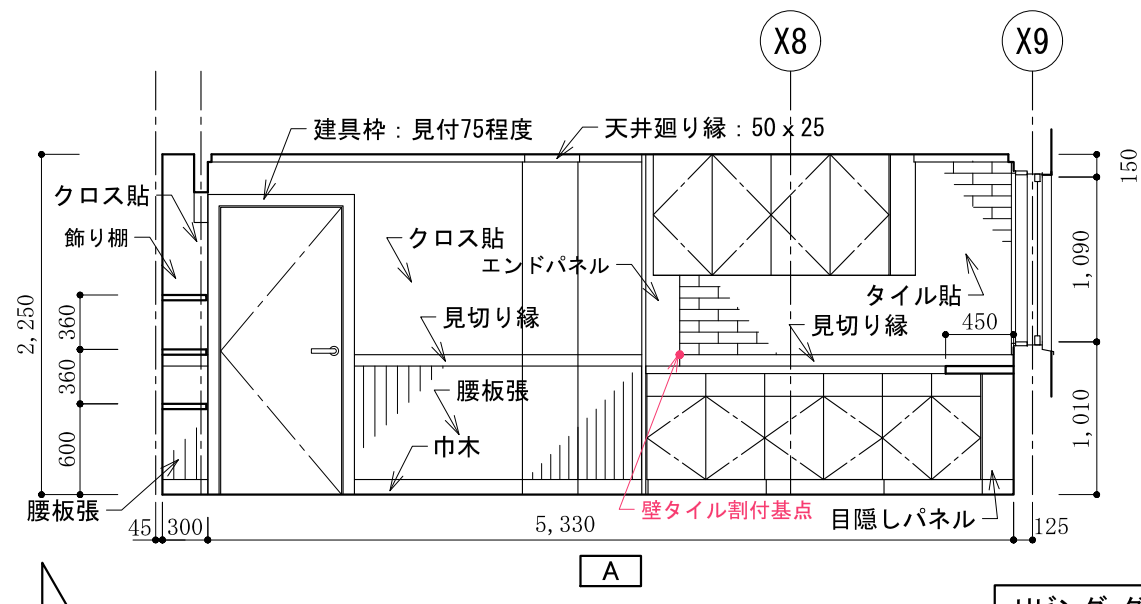 X8
X9
建具枠：見付75程度
天井廻り縁：50 x 25
150
クロス貼
飾り棚
クロス貼
エンドパネル
1,090
タイル貼
2,250
360
見切り縁
見切り縁
450
360
腰板張
1,010
600
巾木
腰板張
壁タイル割付基点
目隠しパネル
45
300
5,330
125
A